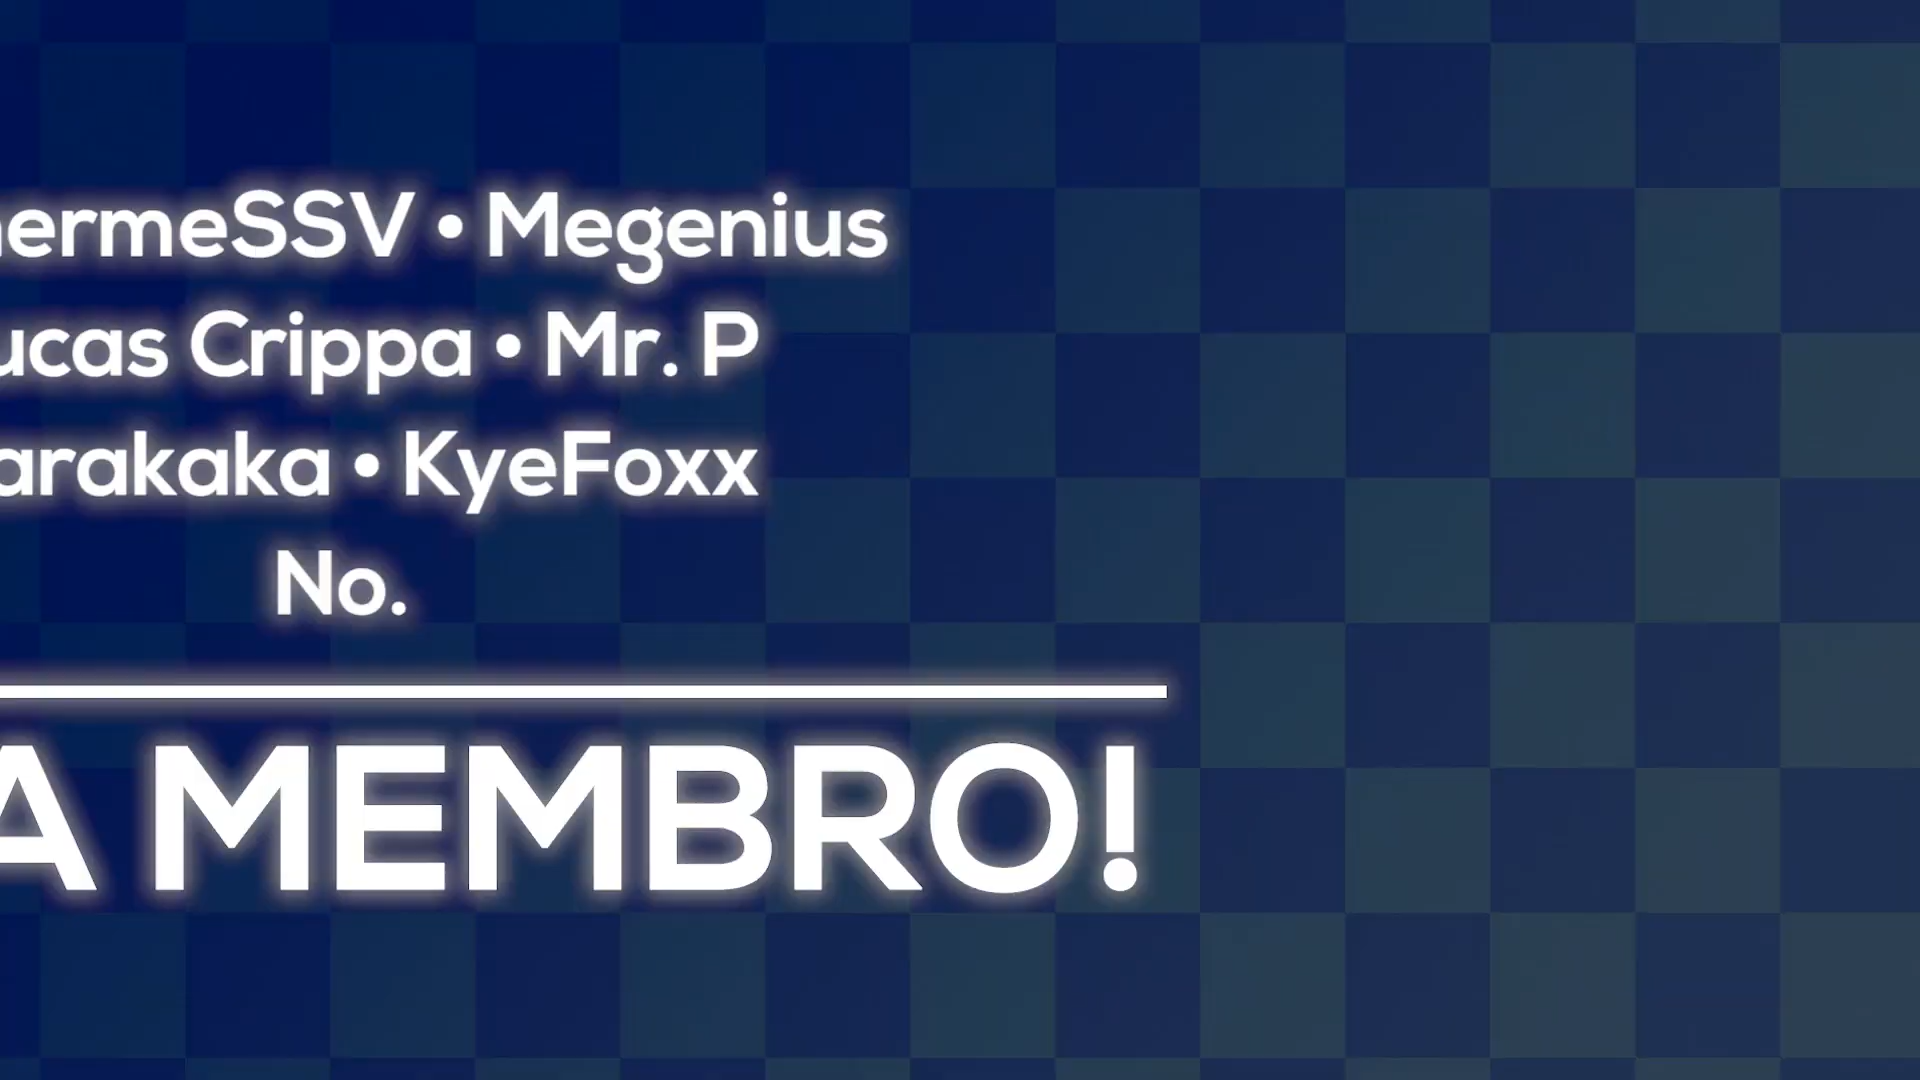 hermeSSV • Megenius
ucas Crippa • Mr. P
arakaka • KyeFoxx
No.
A MEMBRO!